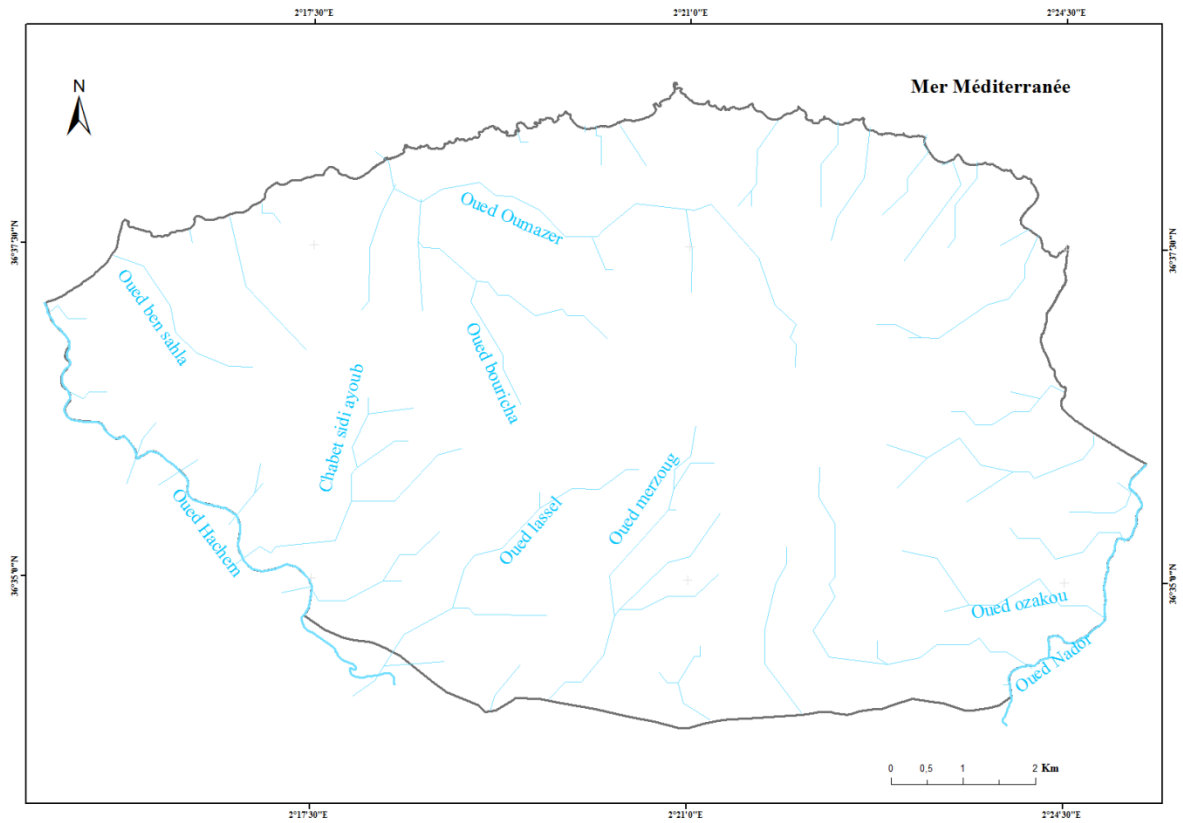 2°17'30"E
2°21'0"E
2°24'30"E
N
Mer Méditerranée
36°37'30"N
36°37'30"N
Oued Oumazer
Oued ben sahla
Oued bouricha
Chabet sidi ayoub
Oued merzoug
Oued lassel
Oued Hachem
36°35'0"N
36°35'0"N
Oued ozakou
Oued Nador
0 0,5 1 2 Km
2°17'30"E
2°21'0"E
2°24'30"E